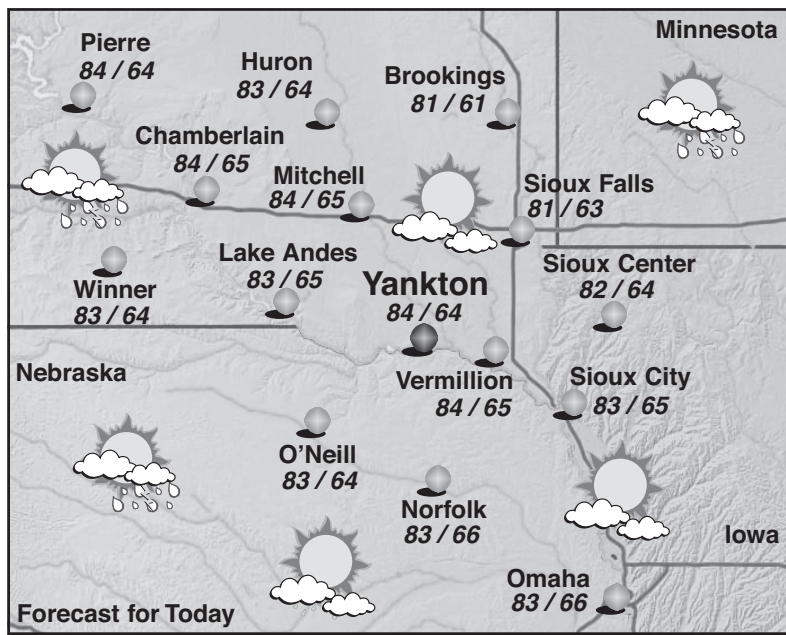 Minnesota
Pierre
84 / 64
Huron
83 / 64
Brookings
81 / 61
Chamberlain
84 / 65
Mitchell
84 / 65
Sioux Falls
81 / 63
Winner
83 / 64
Lake Andes
83 / 65
Yankton
84 / 64
Sioux Center
82 / 64
Nebraska
Vermillion
84 / 65
Sioux City
83 / 65
O'Neill
83 / 64
Norfolk
83 / 66
Iowa
Omaha
83 / 66
Forecast for Today